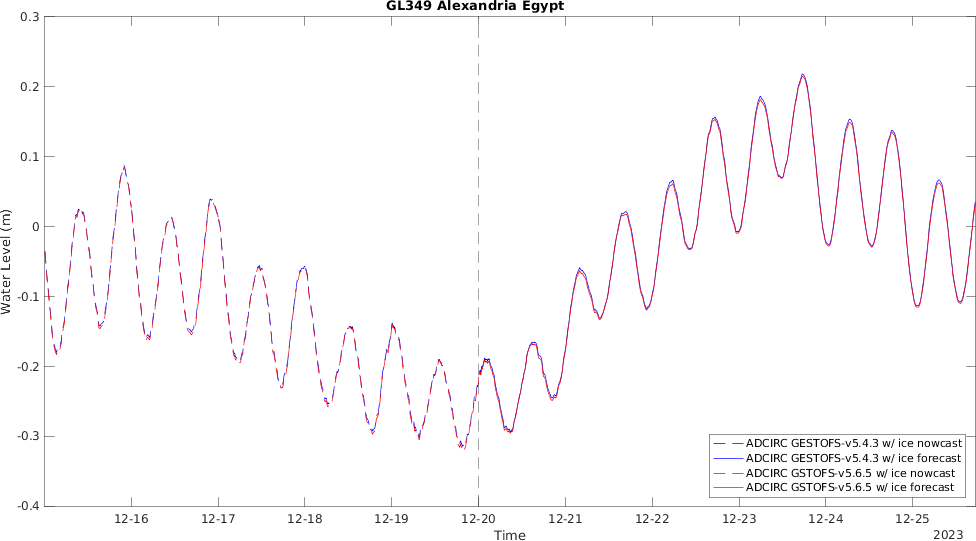 GL349 Alexandria Egypt
0.3
0.2
0.1
0
-0.1
-0.2
-0.3
-0.4
Water Level (m)
ADCIRC GESTOFS-v5.4.3 w/ ice nowcast
ADCIRC GESTOFS-v5.4.3 w/ ice forecast
ADCIRC GSTOFS-v5.6.5 w/ ice nowcast
ADCIRC GSTOFS-v5.6.5 w/ ice forecast
12-16 12-17 12-18 12-19 12-20 12-21 12-22 12-23 12-24 12-25
Time
2023